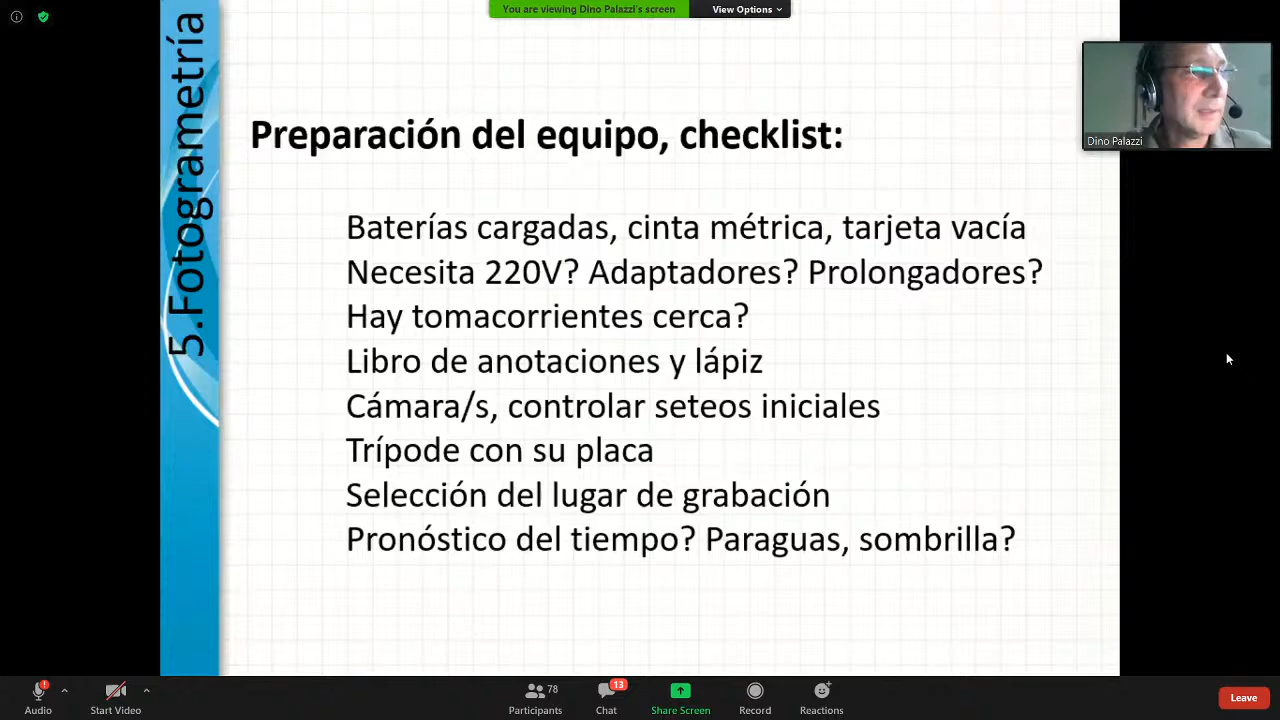 You are viewing Dino Palazzi's screen
View Options
5.Fotogrametría
Dino Palazzi
Preparación del equipo, checklist:
Baterías cargadas, cinta métrica, tarjeta vacía
Necesita 220V? Adaptadores? Prolongadores?
Hay tomacorrientes cerca?
Libro de anotaciones y lápiz
Cámara/s, controlar seteos iniciales
Trípode con su placa
Selección del lugar de grabación
Pronóstico del tiempo? Paraguas, sombrilla?
Audio
Start Video
Participants
78
Chat
13
Share Screen
Record
Reactions
Leave